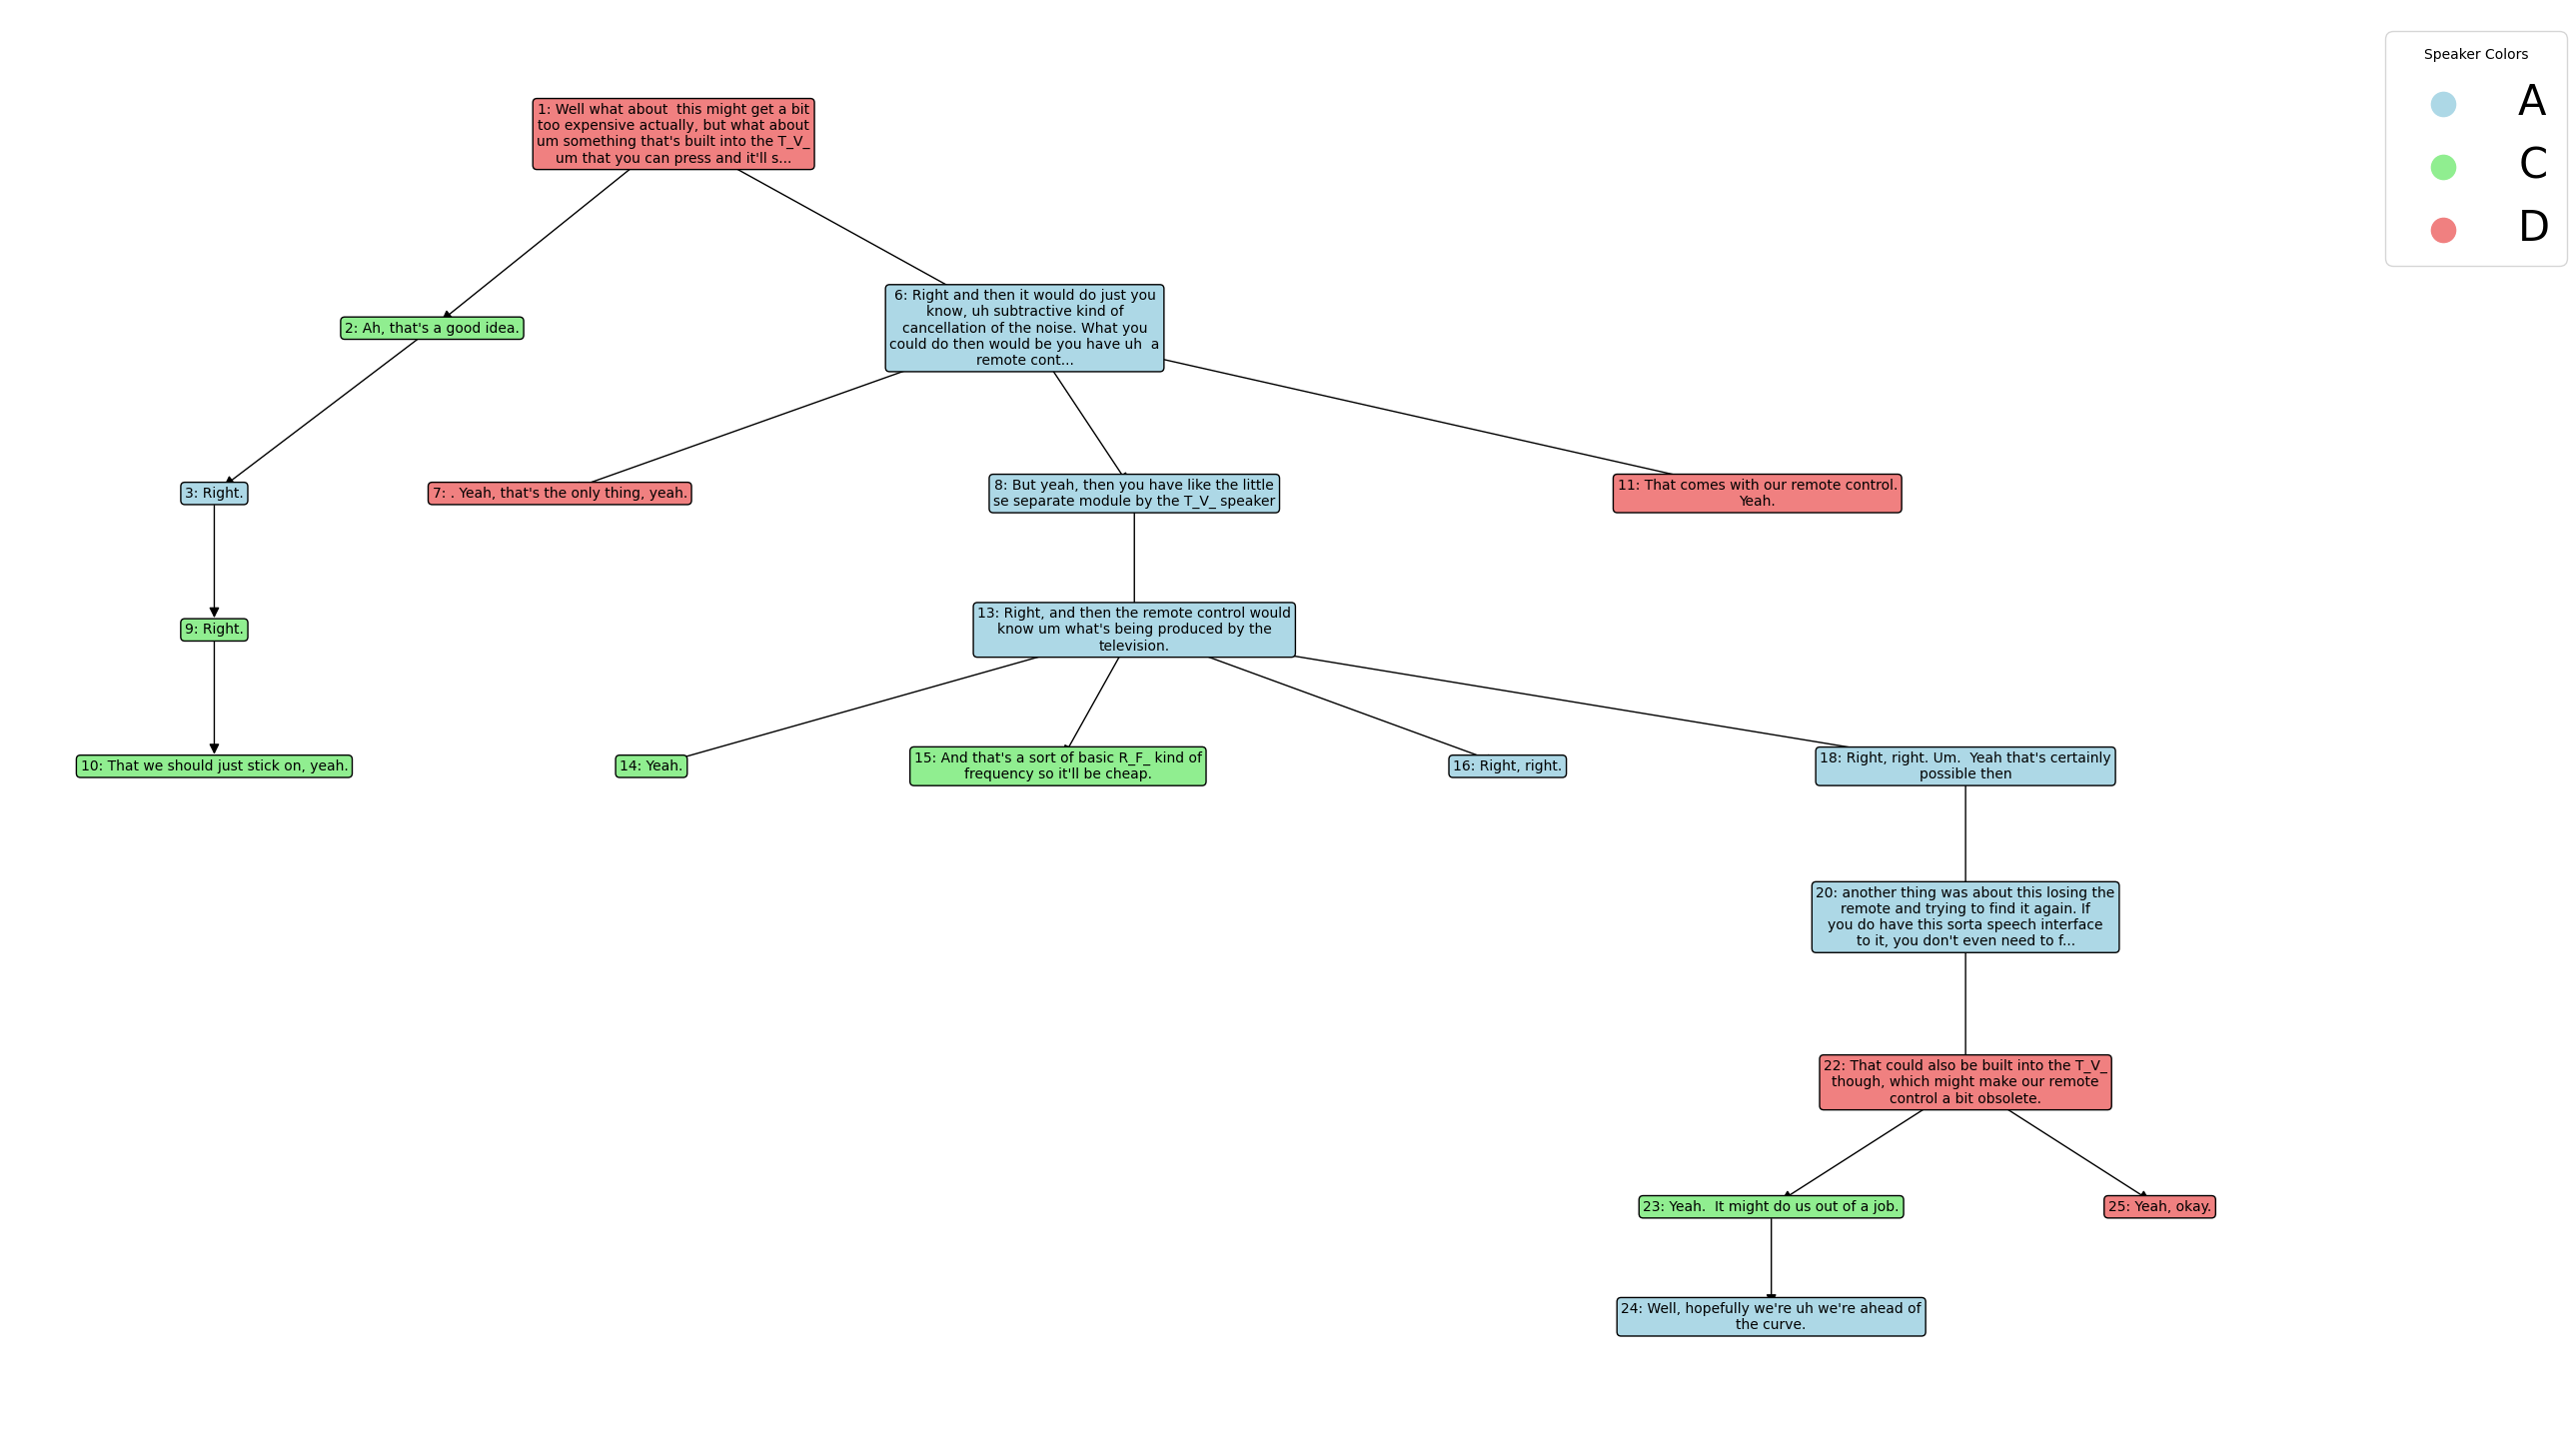 Speaker Colors
A
C
D
1: Well what about  this might get a bit
too expensive actually, but what about
um something that's built into the T_V_
um that you can press and it'll s...
2: Ah, that's a good idea.
6: Right and then it would do just you
know, uh subtractive kind of
cancellation of the noise. What you
could do then would be you have uh  a
remote cont...
3: Right.
7: . Yeah, that's the only thing, yeah.
8: But yeah, then you have like the little
se separate module by the T_V_ speaker
11: That comes with our remote control.
Yeah.
9: Right.
13: Right, and then the remote control would
know um what's being produced by the
television.
10: That we should just stick on, yeah.
14: Yeah.
15: And that's a sort of basic R_F_ kind of
frequency so it'll be cheap.
16: Right, right.
18: Right, right. Um.  Yeah that's certainly
possible then
20: another thing was about this losing the
remote and trying to find it again. If
you do have this sorta speech interface
to it, you don't even need to f...
22: That could also be built into the T_V_
though, which might make our remote
control a bit obsolete.
23: Yeah.  It might do us out of a job.
25: Yeah, okay.
24: Well, hopefully we're uh we're ahead of
the curve.